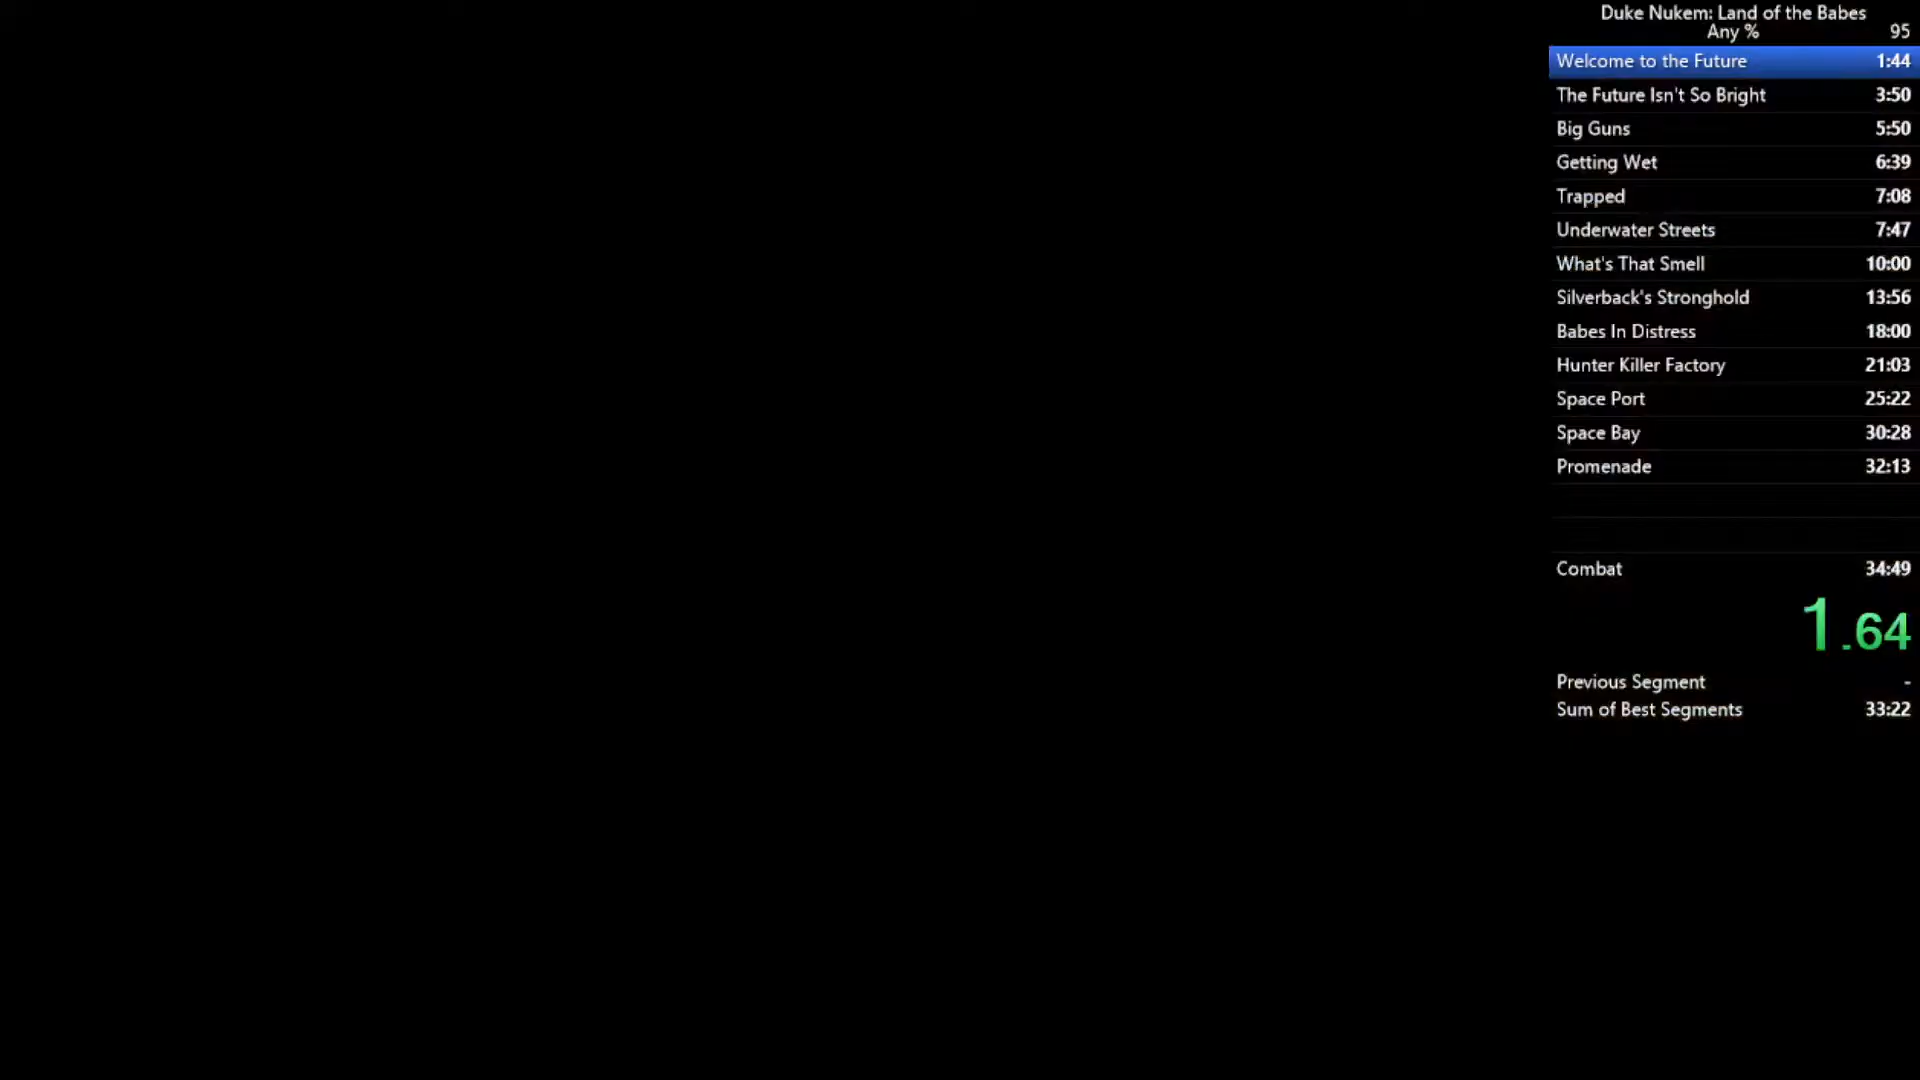 Duke Nukem: Land of the Babes
Any % 95
Welcome to the Future 1:44
The Future Isn't So Bright 3:50
Big Guns 5:50
Getting Wet 6:39
Trapped 7:08
Underwater Streets 7:47
What's That Smell 10:00
Silverback's Stronghold 13:56
Babes In Distress 18:00
Hunter Killer Factory 21:03
Space Port 25:22
Space Bay 30:28
Promenade 32:13
Combat 34:49
1.64
Previous Segment -
Sum of Best Segments 33:22